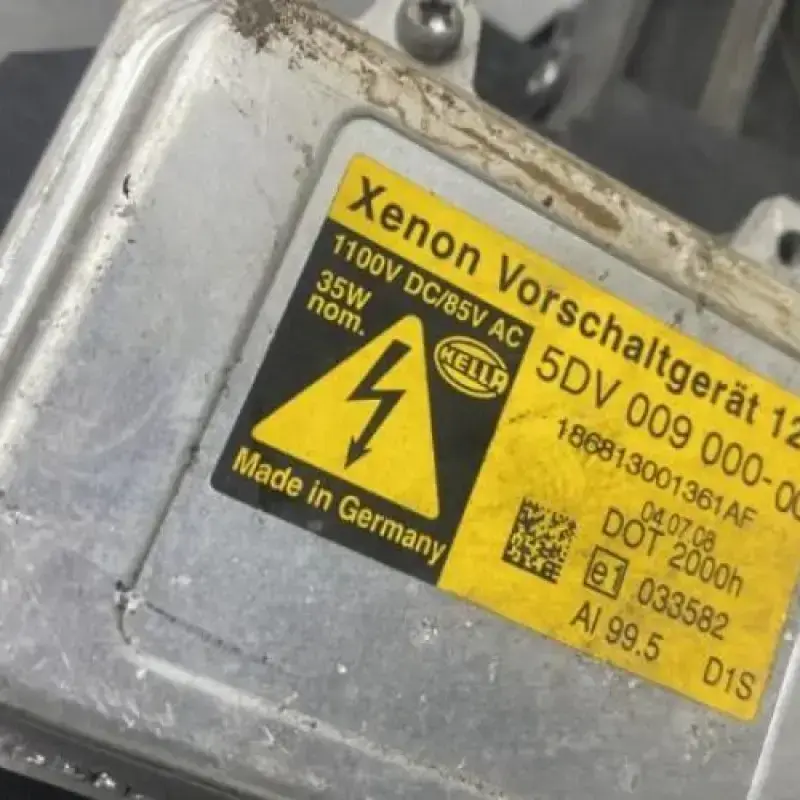 Xenon Vorschaltgerät 12
1100V DC/85V AC
35W
nom.
HELLA
Made in Germany
5DV 009 000-00
186813001361AF
04.07.08
DOT 2000h
e1 033582
Al 99.5 D1S